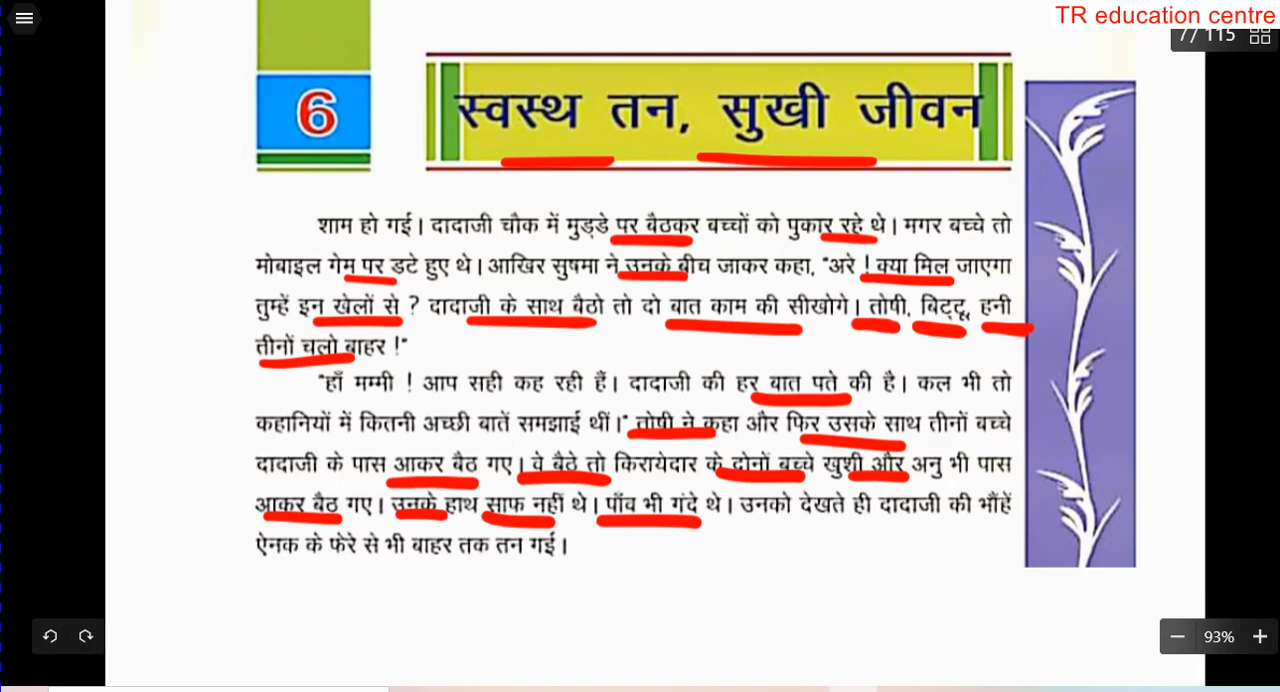 TR education centre
7/ 115
6
स्वस्थ तन, सुखी जीवन
शाम हो गई। दादाजी चौक में मुड्डे पर बैठकर बच्चों को पुकार रहे थे। मगर बच्चे तो
मोबाइल गेम पर डटे हुए थे। आखिर सुषमा ने उनके बीच जाकर कहा, "अरे ! क्या मिल जाएगा
तुम्हें इन खेलों से ? दादाजी के साथ बैठो तो दो बात काम की सीखोगे। तोषी, बिट्टू, हनी
तीनों चलो बाहर !"
"हाँ मम्मी ! आप सही कह रही हैं। दादाजी की हर बात पते की है। कल भी तो
कहानियों में कितनी अच्छी बातें समझाई थीं।" तोषी ने कहा और फिर उसके साथ तीनों बच्चे
दादाजी के पास आकर बैठ गए। वे बैठे तो किरायेदार के दोनों बच्चे खुशी और अनु भी पास
आकर बैठ गए। उनके हाथ साफ नहीं थे। पाँव भी गंदे थे। उनको देखते ही दादाजी की भौंहें
ऐनक के फेरे से भी बाहर तक तन गईं।
93%